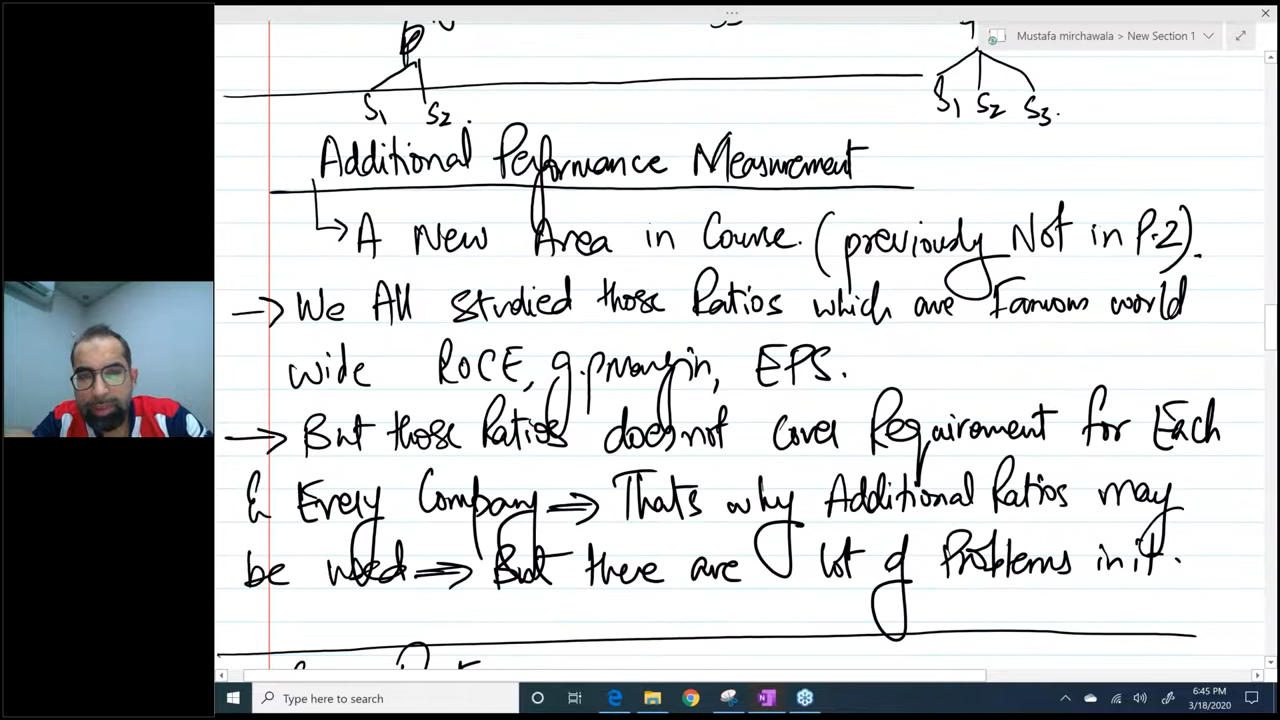 Mustafa mirchawala > New Section 1
S1 S2
S1 S2 S3.
Additional Performance Measurement
A New Area in Course. (previously Not in P.2).
→ We All studied those Ratios which are Famous world
wide ROCE, g.pmargin, EPS.
→ But those Ratios does not cover Requirement for Each
& Every Company ⇒ Thats why Additional Ratios may
be used ⇒ But there are lot of Problems in it.
Type here to search
6:45 PM
3/18/2020